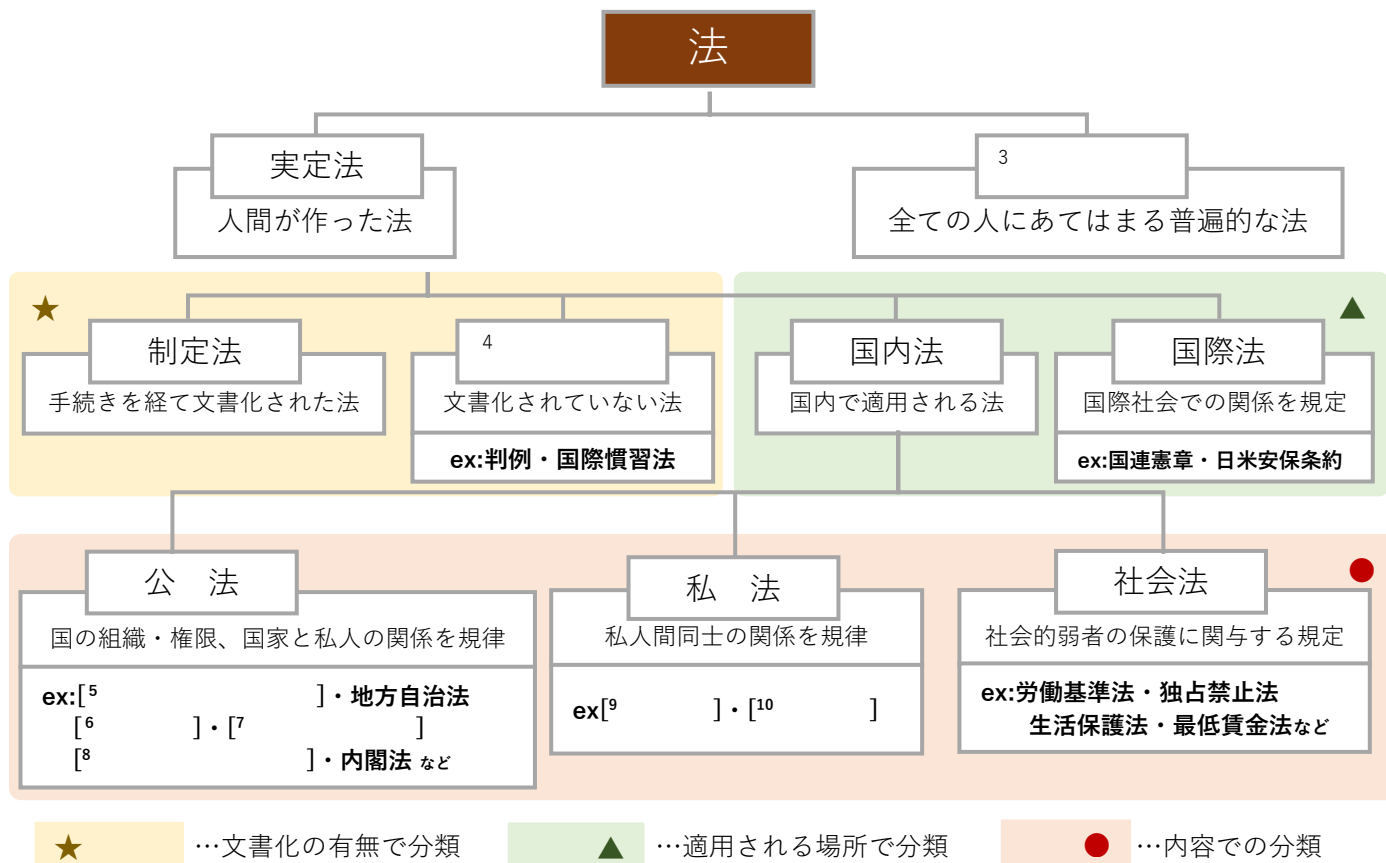 法
実定法
人間が作った法
3
全ての人にあてはまる普遍的な法
★
制定法
手続きを経て文書化された法
4
文書化されていない法
ex:判例・国際慣習法
▲
国内法
国内で適用される法
国際法
国際社会での関係を規定
ex:国連憲章・日米安保条約
公　法
国の組織・権限、国家と私人の関係を規律
ex:[5　　　　　　　　]・地方自治法
[6　　　　]・[7　　　　　　　]
[8　　　　　　　　]・内閣法 など
私　法
私人間同士の関係を規律
ex[9　　　　]・[10　　　　]
●
社会法
社会的弱者の保護に関与する規定
ex:労働基準法・独占禁止法
生活保護法・最低賃金法など
★ …文書化の有無で分類 ▲ …適用される場所で分類 ● …内容での分類